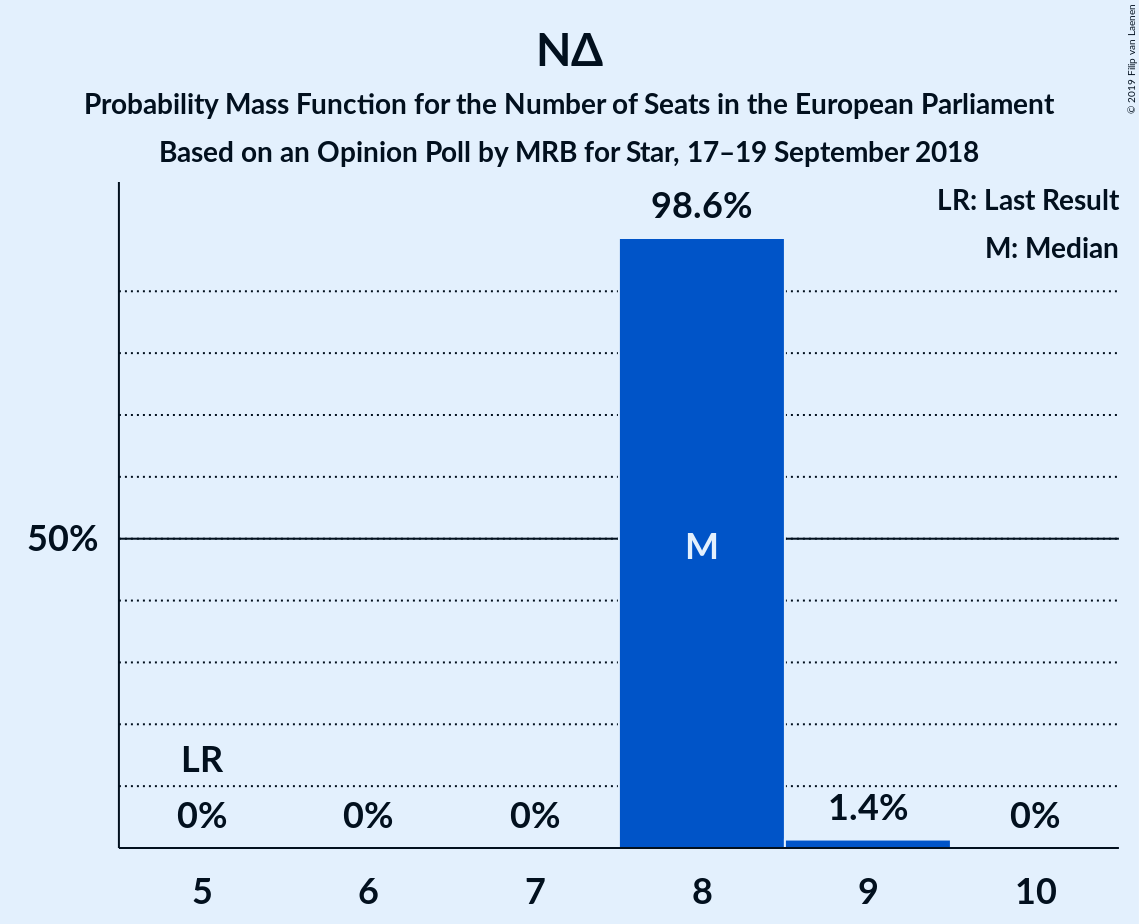 ΝΔ
Probability Mass Function for the Number of Seats in the European Parliament
Based on an Opinion Poll by MRB for Star, 17–19 September 2018
© 2019 Filip van Laenen
LR: Last Result
M: Median
98.6%
50%
M
LR
0%
0%
0%
1.4%
0%
5
6
7
8
9
10